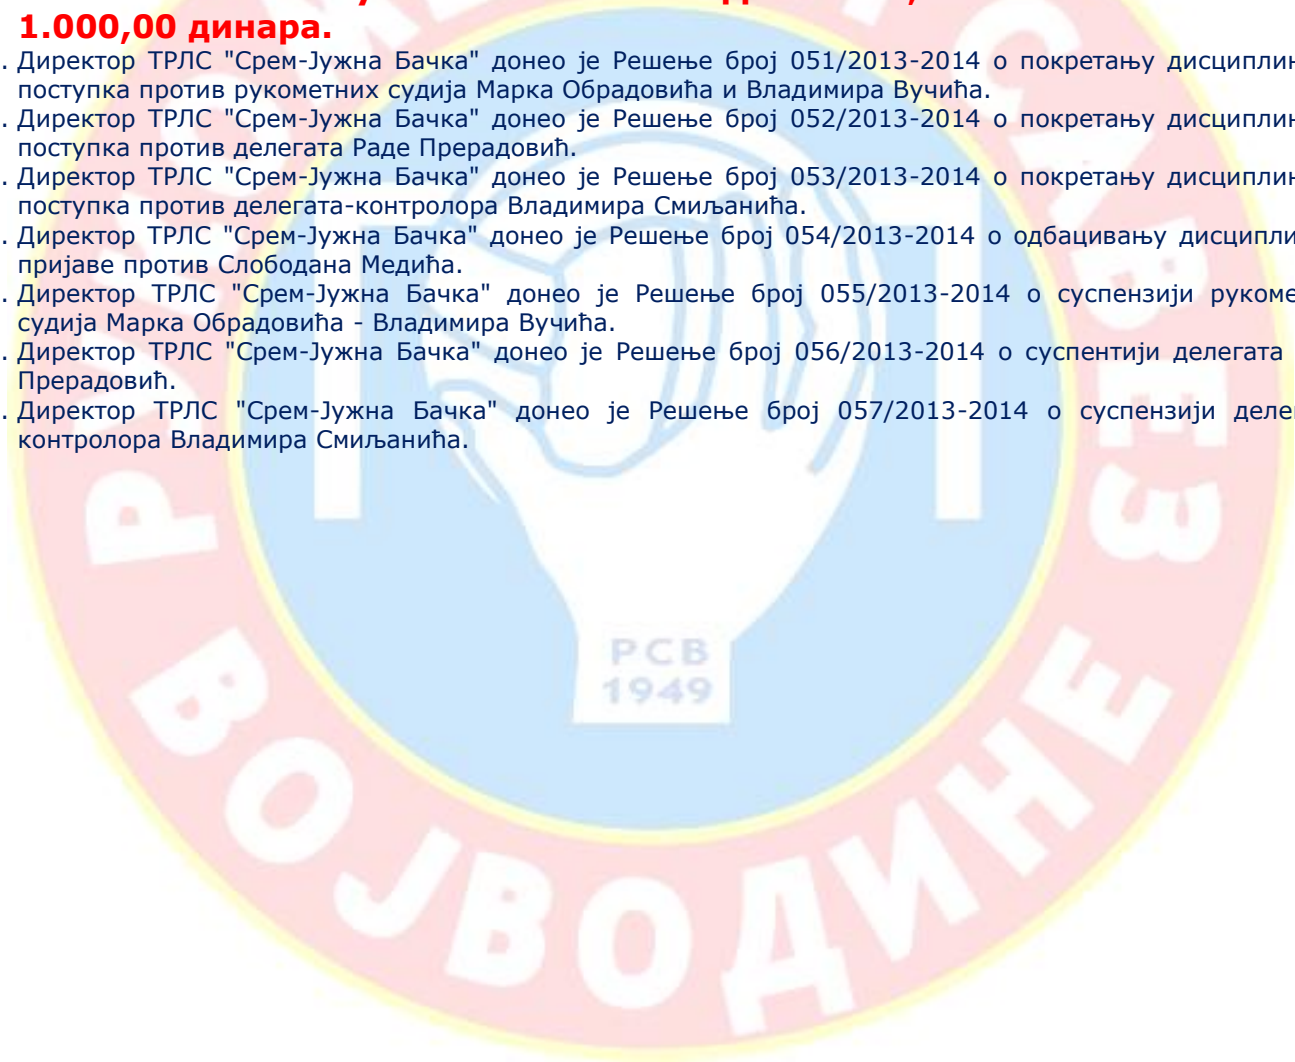 1.000,00 динара.
. Директор ТРЛС "Срем-Јужна Бачка" донео је Решење број 051/2013-2014 о покретању
поступка против рукометних судија Марка Обрадовића и Владимира Вучића.
. Директор ТРЛС "Срем-Јужна Бачка" донео је Решење број 052/2013-2014 о покретању
поступка против делегата Раде Прерадовић.
. Директор ТРЛС "Срем-Јужна Бачка" донео је Решење број 053/2013-2014 о покретању
поступка против делегата-контролора Владимира Смиљанића.
. Директор ТРЛС "Срем-Јужна Бачка" донео је Решење број 054/2013-2014 о одбацивању
пријаве против Слободана Медића.
. Директор ТРЛС "Срем-Јужна Бачка" донео је Решење број 055/2013-2014 о суспензији
судија Марка Обрадовића - Владимира Вучића.
. Директор ТРЛС "Срем-Јужна Бачка" донео је Решење број 056/2013-2014 о суспентији делегата
Прерадовић.
. Директор ТРЛС "Срем-Јужна Бачка" донео је Решење број 057/2013-2014 о суспензији
контролора Владимира Смиљанића.
РСВ
1949
ВОЈВОДИНЕ